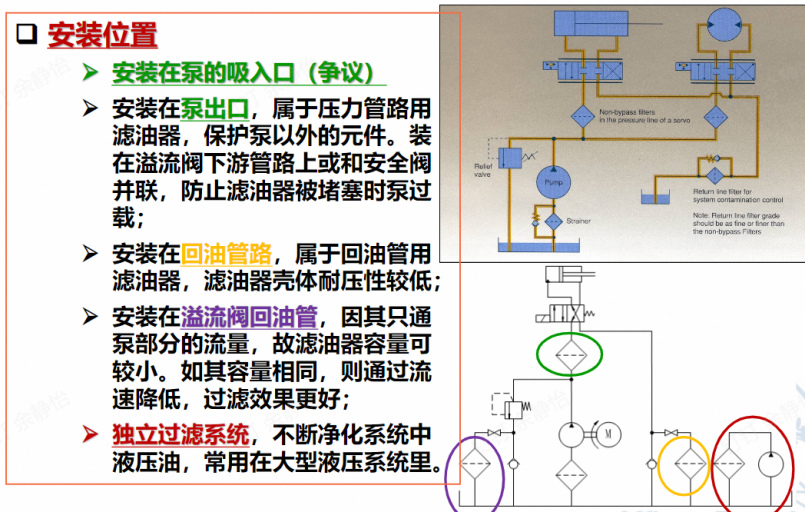 安装位置
安装在泵的吸入口（争议）
安装在泵出口，属于压力管路用
滤油器，保护泵以外的元件。装
在溢流阀下游管路上或和安全阀
并联，防止滤油器被堵塞时泵过
载；
安装在回油管路，属于回油管用
滤油器，滤油器壳体耐压性较低；
安装在溢流阀回油管，因其只通
泵部分的流量，故滤油器容量可
较小。如其容量相同，则通过流
速降低，过滤效果更好；
独立过滤系统，不断净化系统中
液压油，常用在大型液压系统里。
Non-bypass filters
in the pressure line of a servo
Relief
valve
Pump
Strainer
Return line filter for
system contamination control
Note: Return line filter grade
should be as fine or finer than
the non-bypass Filters
M
余静怡
余静怡
余静怡